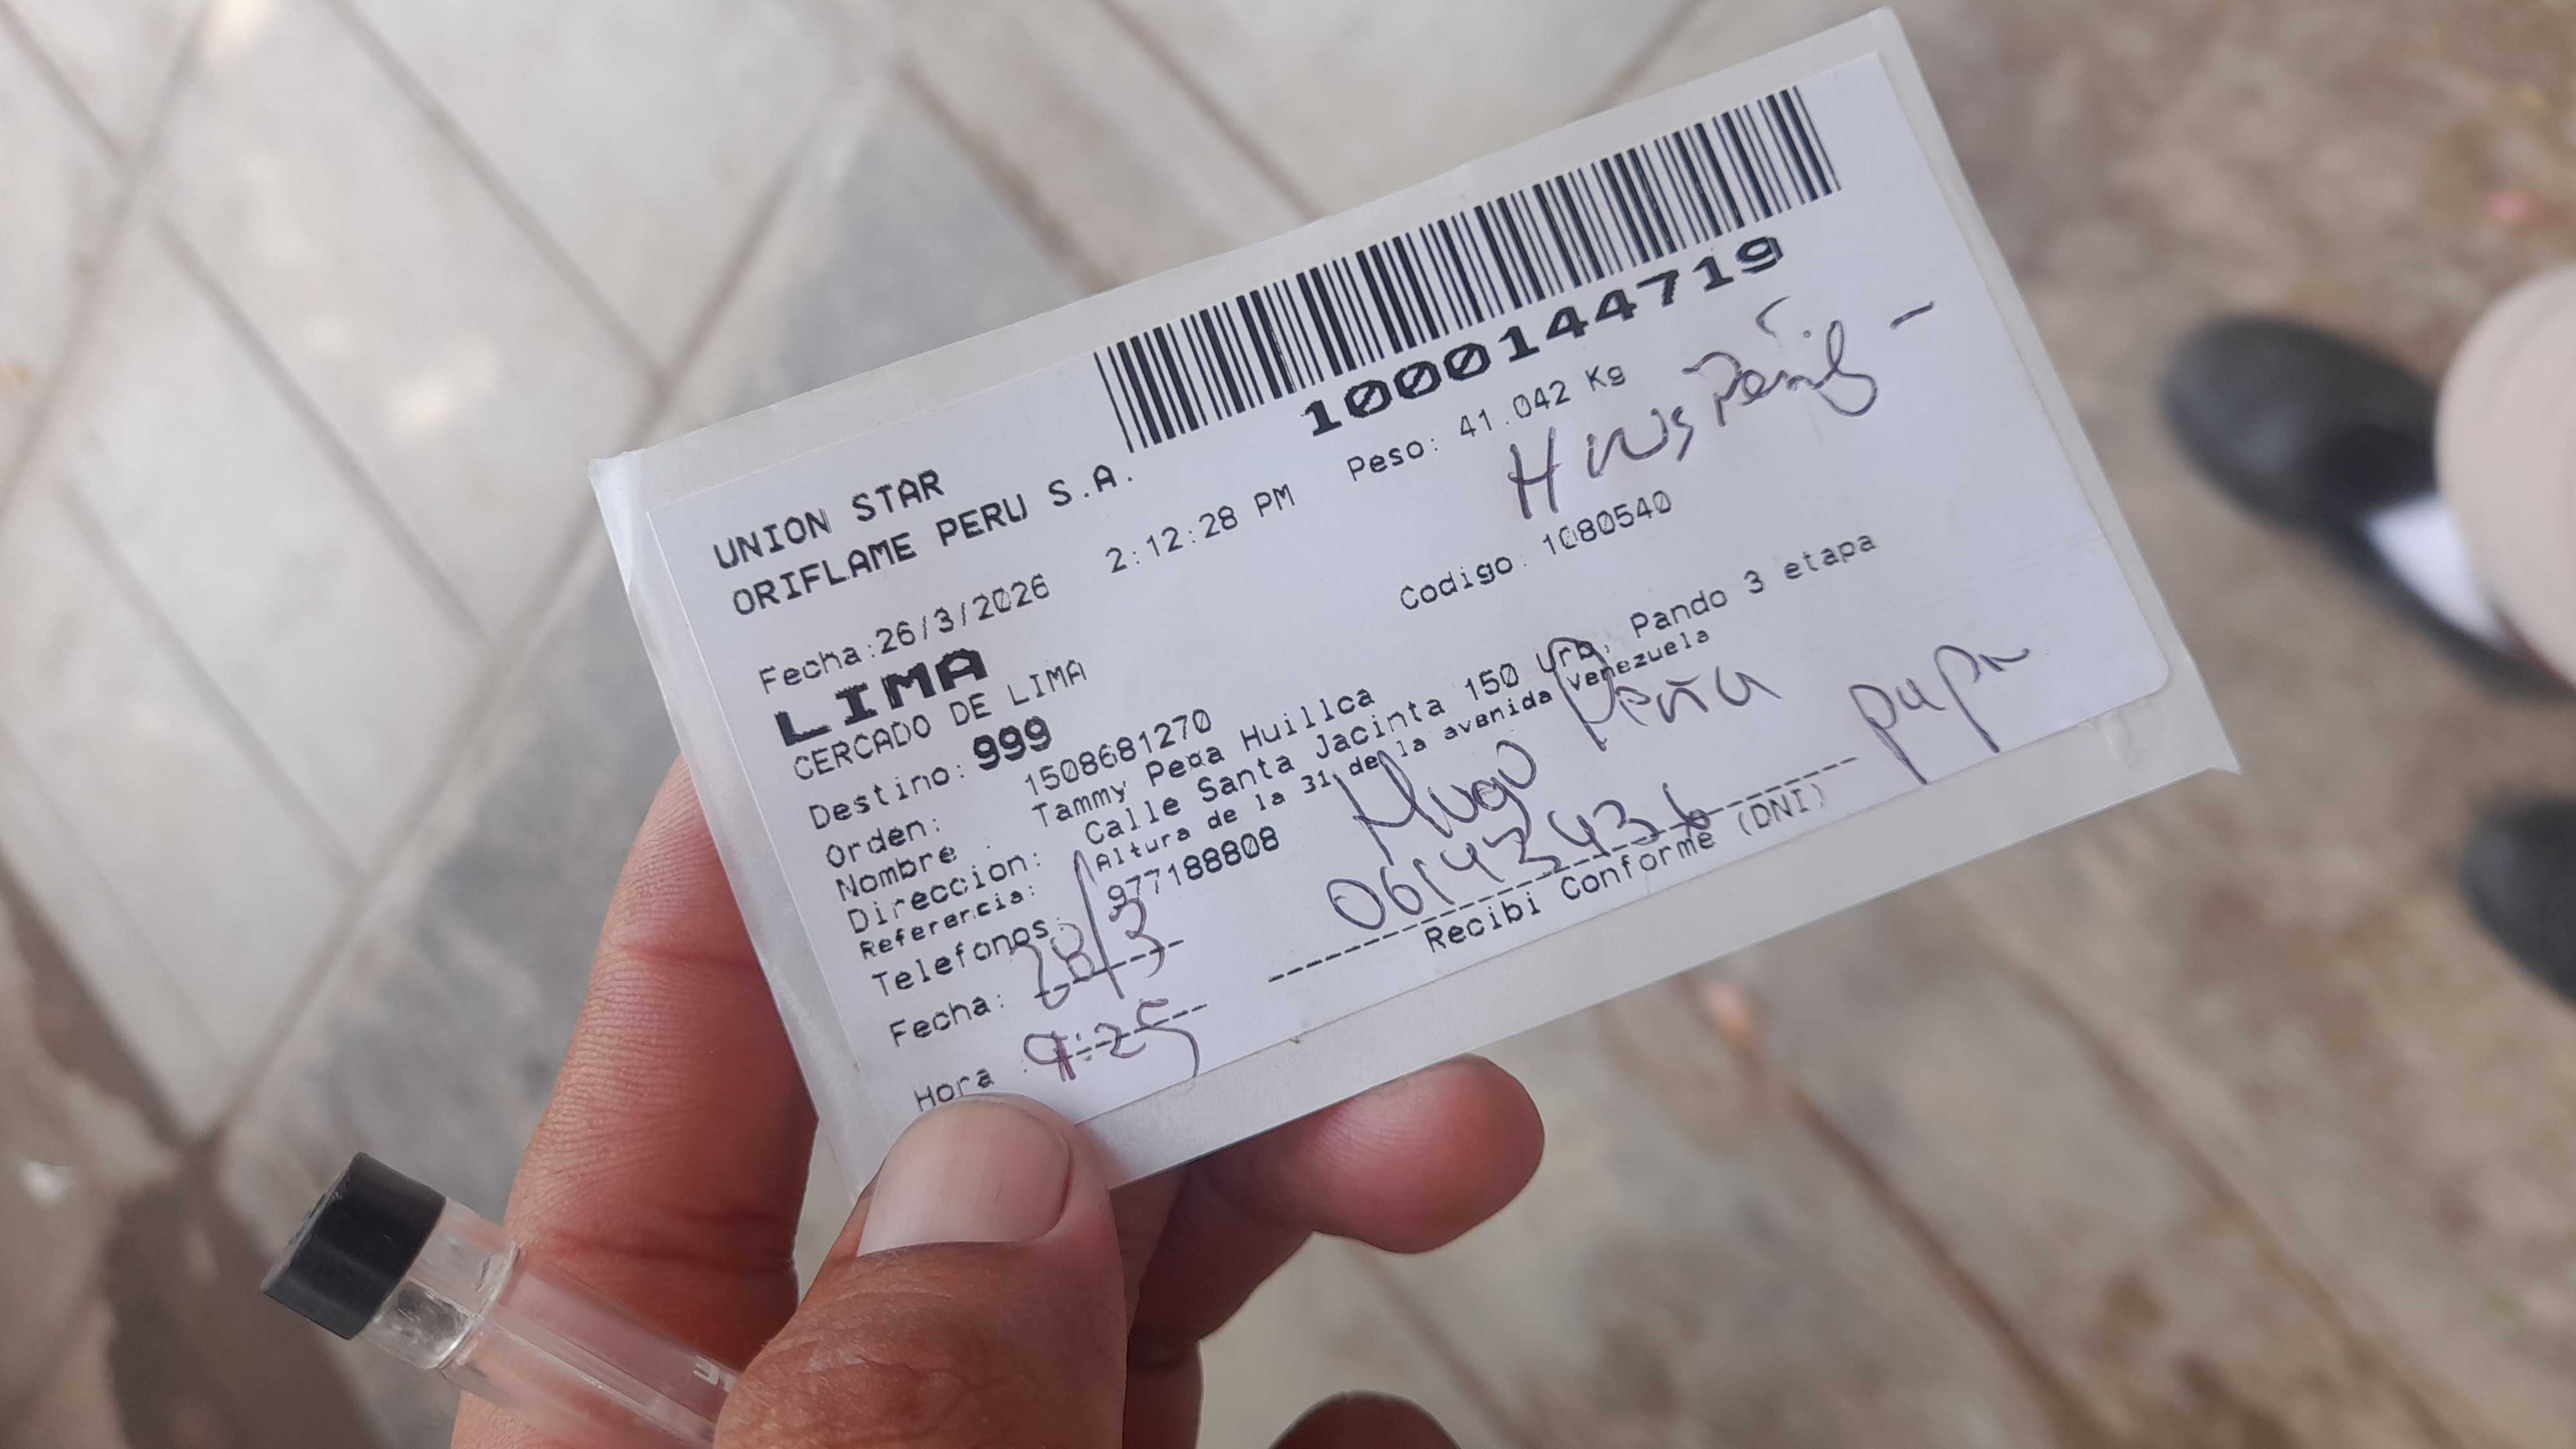 1000144719
UNION STAR
ORIFLAME PERU S.A.
Fecha:26/3/2026 2:12:28 PM Peso: 41.042 Kg
LIMA
CERCADO DE LIMA
Destino: 999 Codigo: 1080540
Orden: 1508681270
Nombre : Tammy Pega Huillca
Direccion: Calle Santa Jacinta 150 Urb, Pando 3 etapa
Referencia: Altura de la 31 de la avenida venezuela
Telefonos: 977188808
Hugo Peña papa
Fecha: 28/3 06143436
Recibi Conforme (DNI)
Hora : 9:25